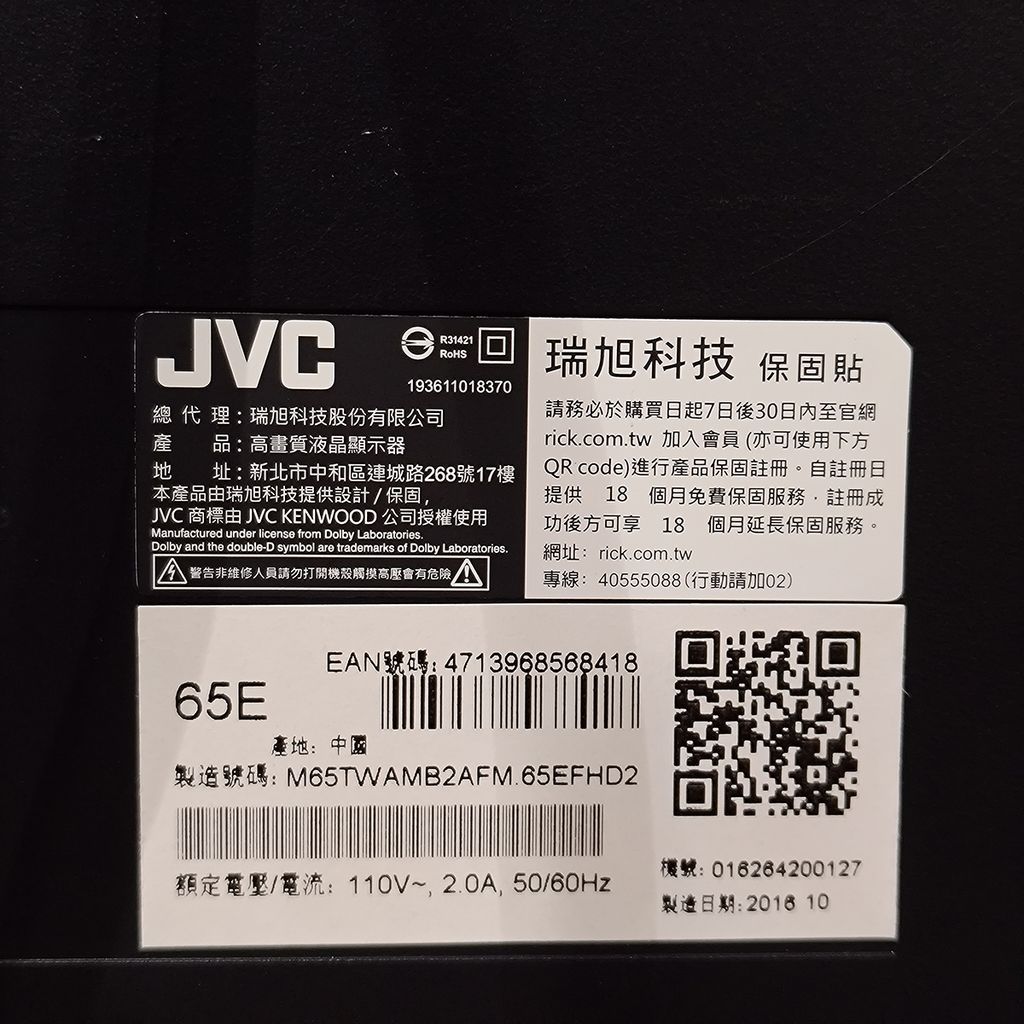 JVC
R31421
RoHS
193611018370
總代理：瑞旭科技股份有限公司
產品：高畫質液晶顯示器
地址：新北市中和區連城路268號17樓
本產品由瑞旭科技提供設計/保固,
JVC 商標由 JVC KENWOOD 公司授權使用
Manufactured under license from Dolby Laboratories.
Dolby and the double-D symbol are trademarks of Dolby Laboratories.
警告非維修人員請勿打開機殼觸摸高壓會有危險
瑞旭科技 保固貼
請務必於購買日起7日後30日內至官網
rick.com.tw 加入會員 (亦可使用下方
QR code)進行產品保固註冊。自註冊日
提供 18 個月免費保固服務，註冊成
功後方可享 18 個月延長保固服務。
網址: rick.com.tw
專線: 40555088(行動請加02)
EAN號碼: 4713968568418
65E
產地: 中國
製造號碼: M65TWAMB2AFM.65EFHD2
額定電壓/電流: 110V~, 2.0A, 50/60Hz
機號: 016264200127
製造日期: 2016 10